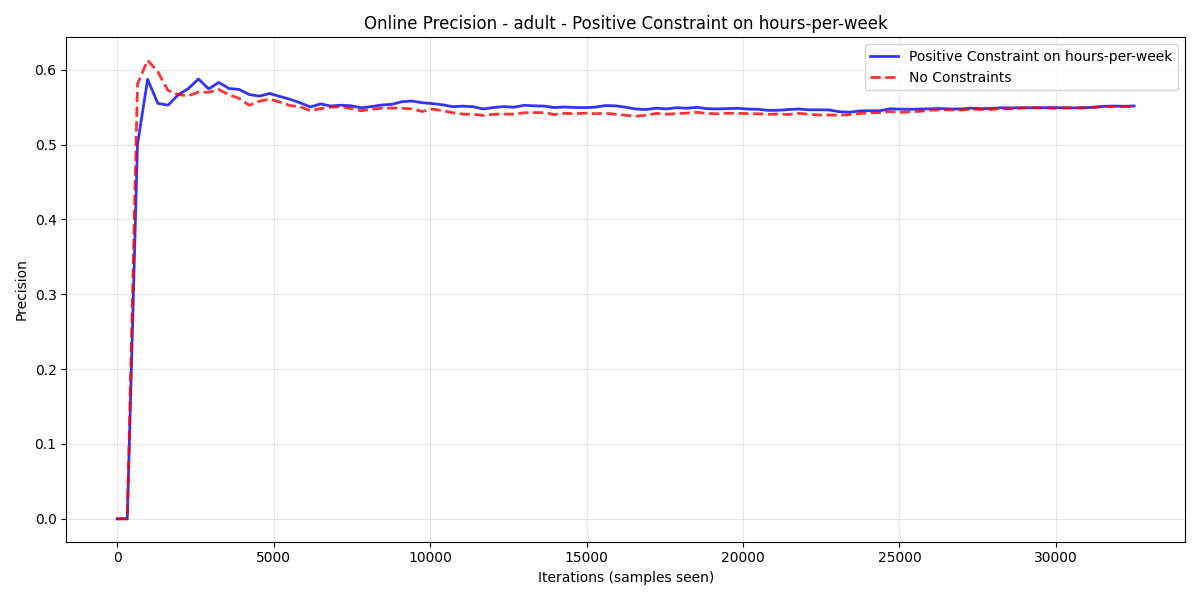 Online Precision - adult - Positive Constraint on hours-per-week
Positive Constraint on hours-per-week
No Constraints
Precision
0.6
0.5
0.4
0.3
0.2
0.1
0.0
0
5000
10000
15000
20000
25000
30000
Iterations (samples seen)